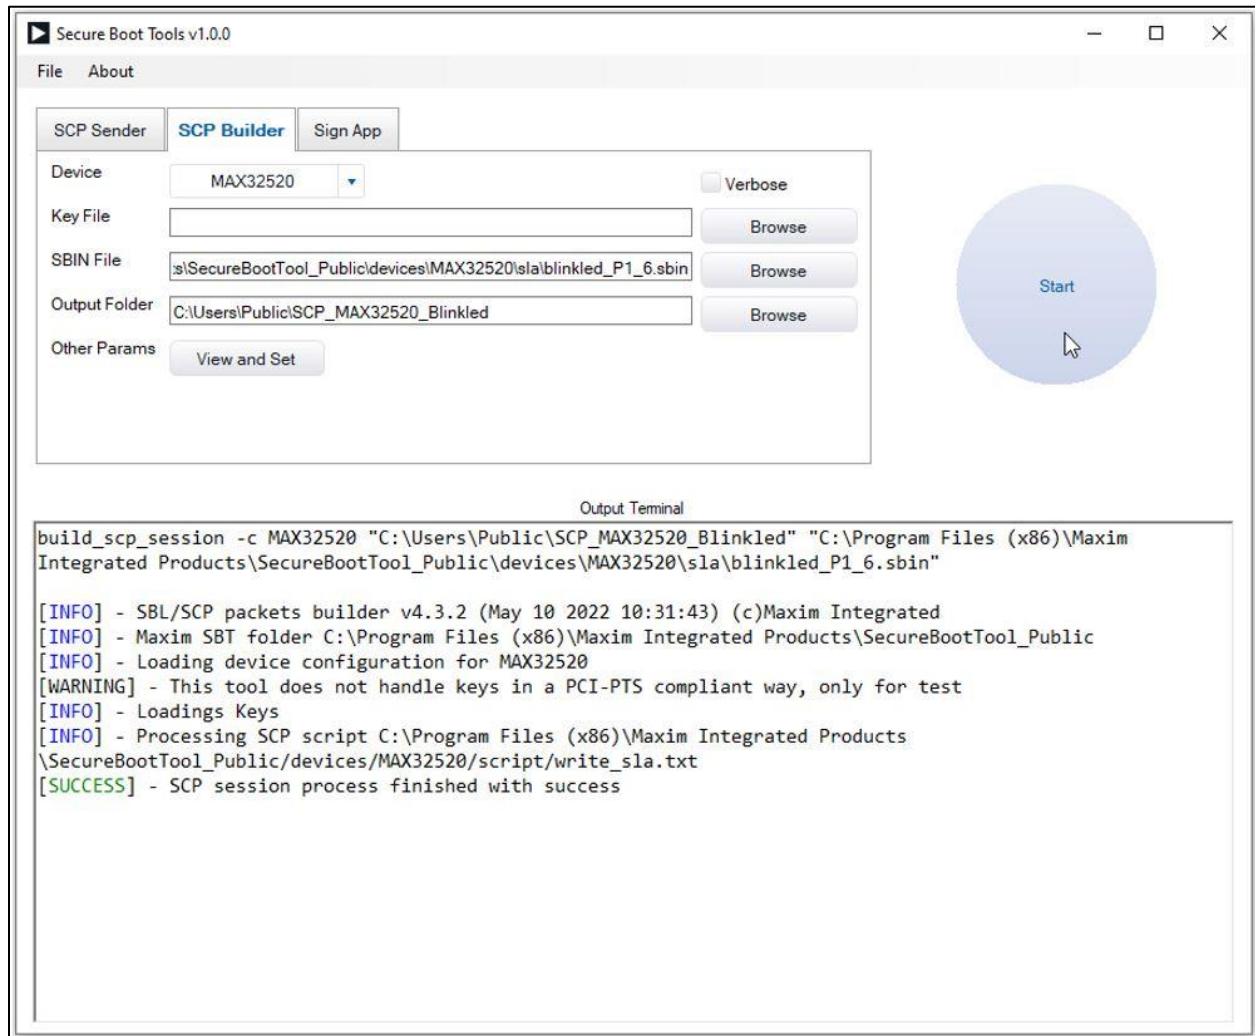 Secure Boot Tools v1.0.0
File About
SCP Sender SCP Builder Sign App
Device MAX32520 Verbose
Key File Browse
SBIN File :s\SecureBootTool_Public\devices\MAX32520\sla\blinkled_P1_6.sbin Browse
Output Folder C:\Users\Public\SCP_MAX32520_Blinkled Browse
Other Params View and Set
Start
Output Terminal
build_scp_session -c MAX32520 "C:\Users\Public\SCP_MAX32520_Blinkled" "C:\Program Files (x86)\Maxim
Integrated Products\SecureBootTool_Public\devices\MAX32520\sla\blinkled_P1_6.sbin"
[INFO] - SBL/SCP packets builder v4.3.2 (May 10 2022 10:31:43) (c)Maxim Integrated
[INFO] - Maxim SBT folder C:\Program Files (x86)\Maxim Integrated Products\SecureBootTool_Public
[INFO] - Loading device configuration for MAX32520
[WARNING] - This tool does not handle keys in a PCI-PTS compliant way, only for test
[INFO] - Loadings Keys
[INFO] - Processing SCP script C:\Program Files (x86)\Maxim Integrated Products
\SecureBootTool_Public/devices/MAX32520/script/write_sla.txt
[SUCCESS] - SCP session process finished with success